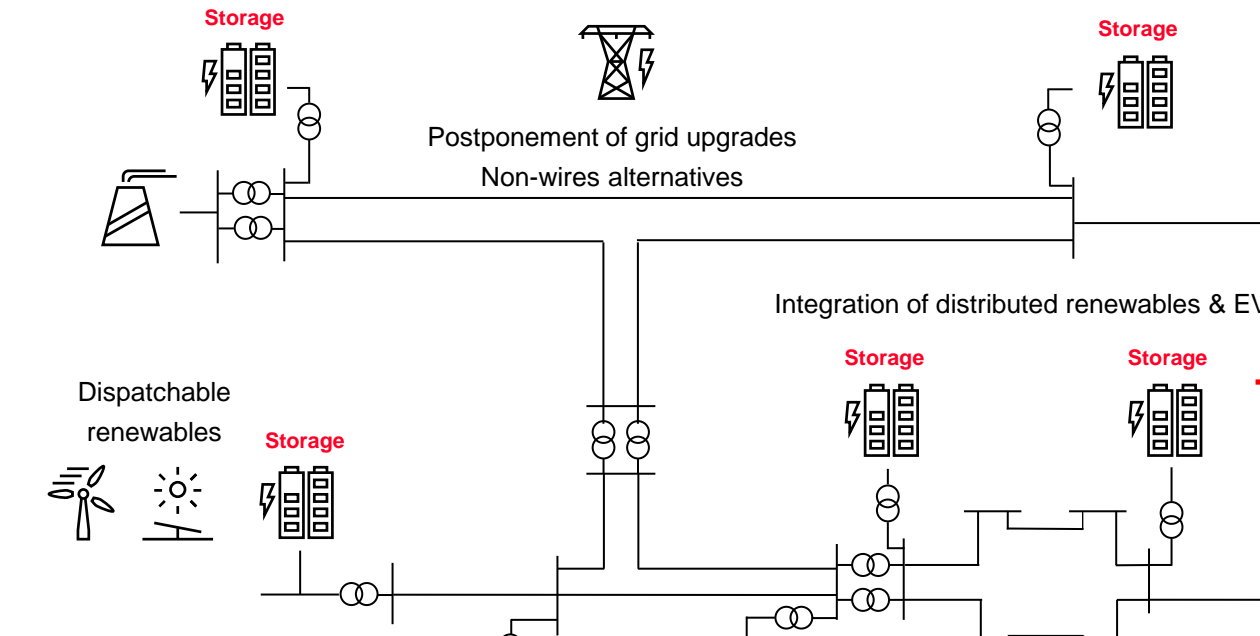 Storage
Storage
Postponement of grid upgrades
Non-wires alternatives
Integration of distributed renewables &
Storage
Storage
Dispatchable
renewables
Storage